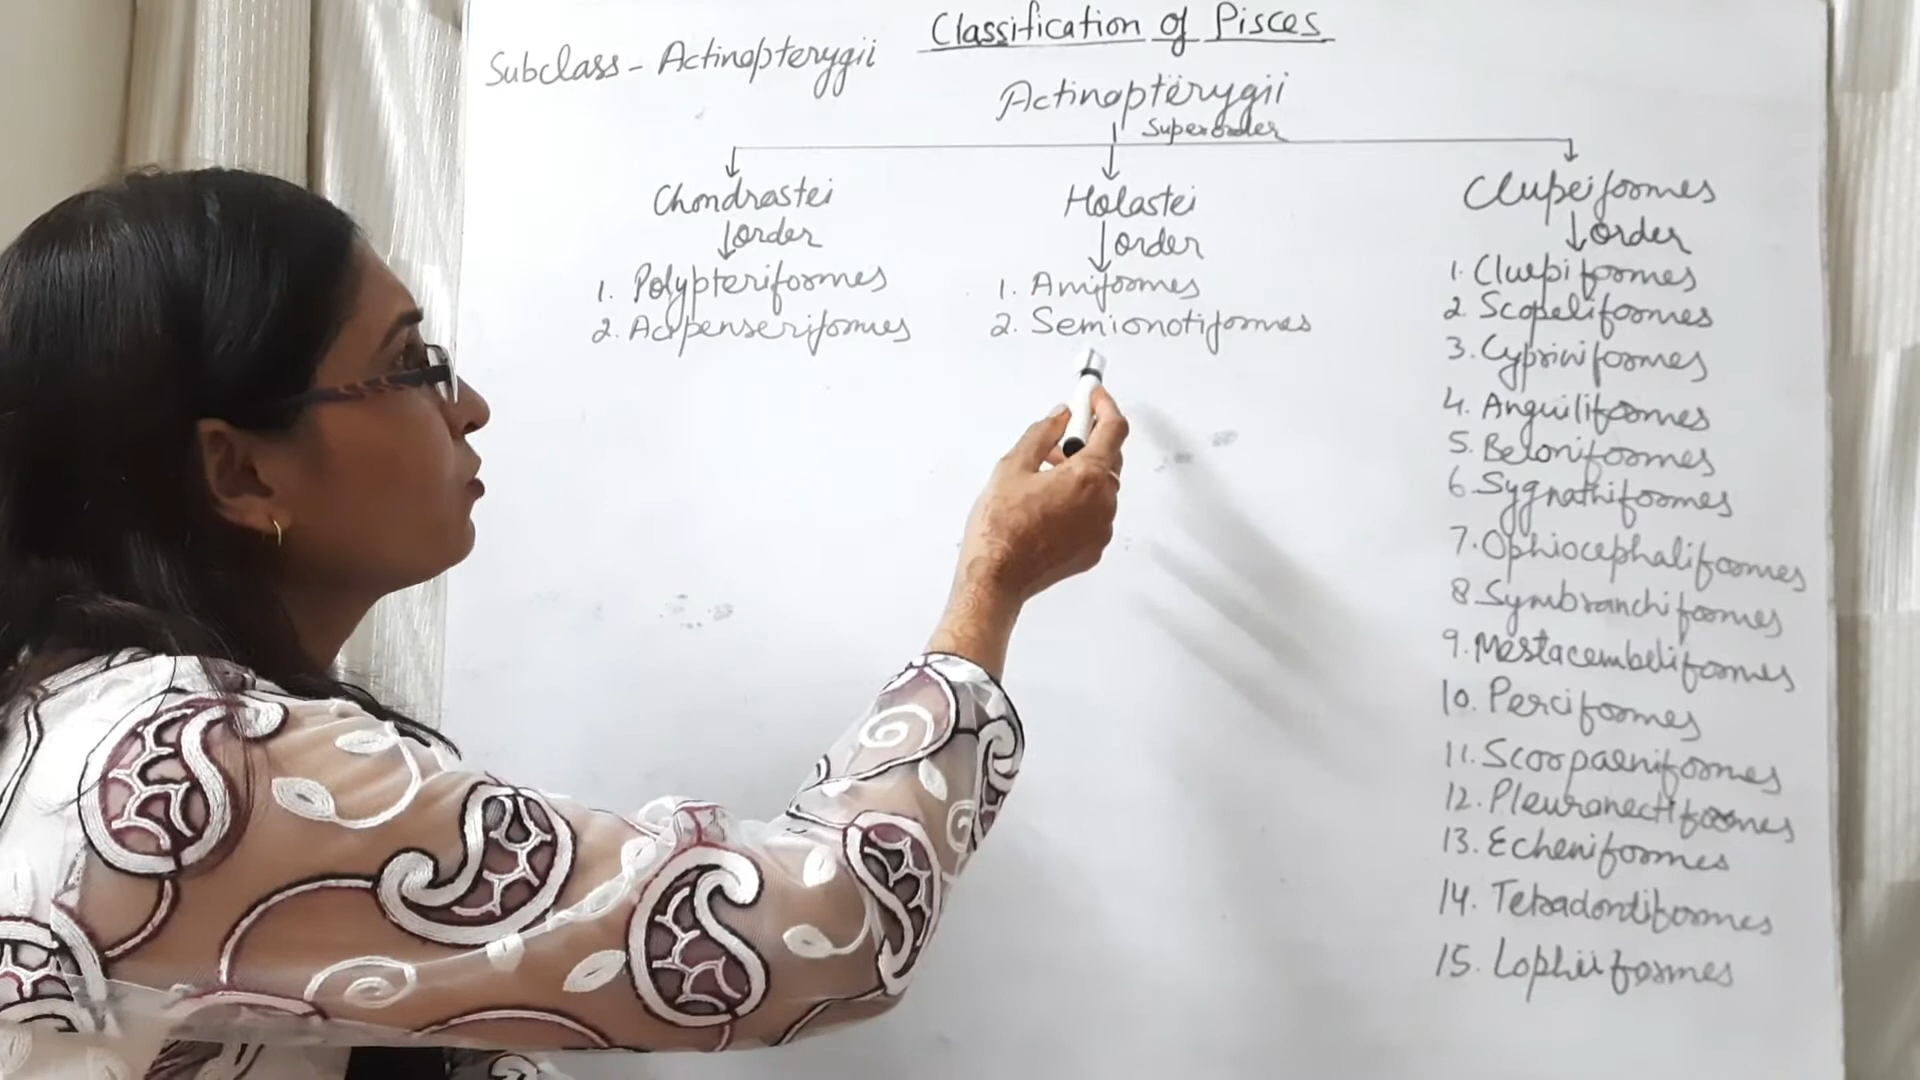 Classification of Pisces
Subclass - Actinopterygii
Actinopterygii
Superorder
Chondrastei
order
1. Polypteriformes
2. Acipenseriformes
Holastei
order
1. Amiformes
2. Semionotiformes
Clupeiformes
order
1. Cluepiformes
2. Scopeliformes
3. Cypriniformes
4. Anguiliformes
5. Beloniformes
6. Sygnathiformes
7. Ophiocephaliformes
8. Symbranchiformes
9. Mastacembeliformes
10. Perciformes
11. Scorpaeniformes
12. Pleuronectiformes
13. Echeniformes
14. Tetradontiformes
15. Lophiiformes